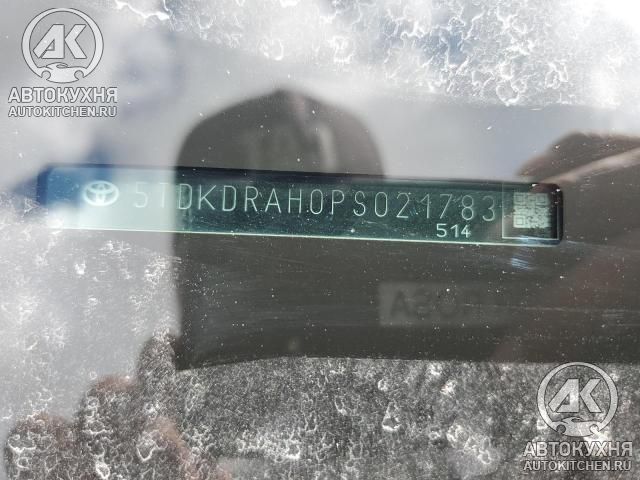 АК
АВТОКУХНЯ
AUTOKITCHEN.RU
5TDKDRAH0PS021783
514
АК
АВТОКУХНЯ
AUTOKITCHEN.RU